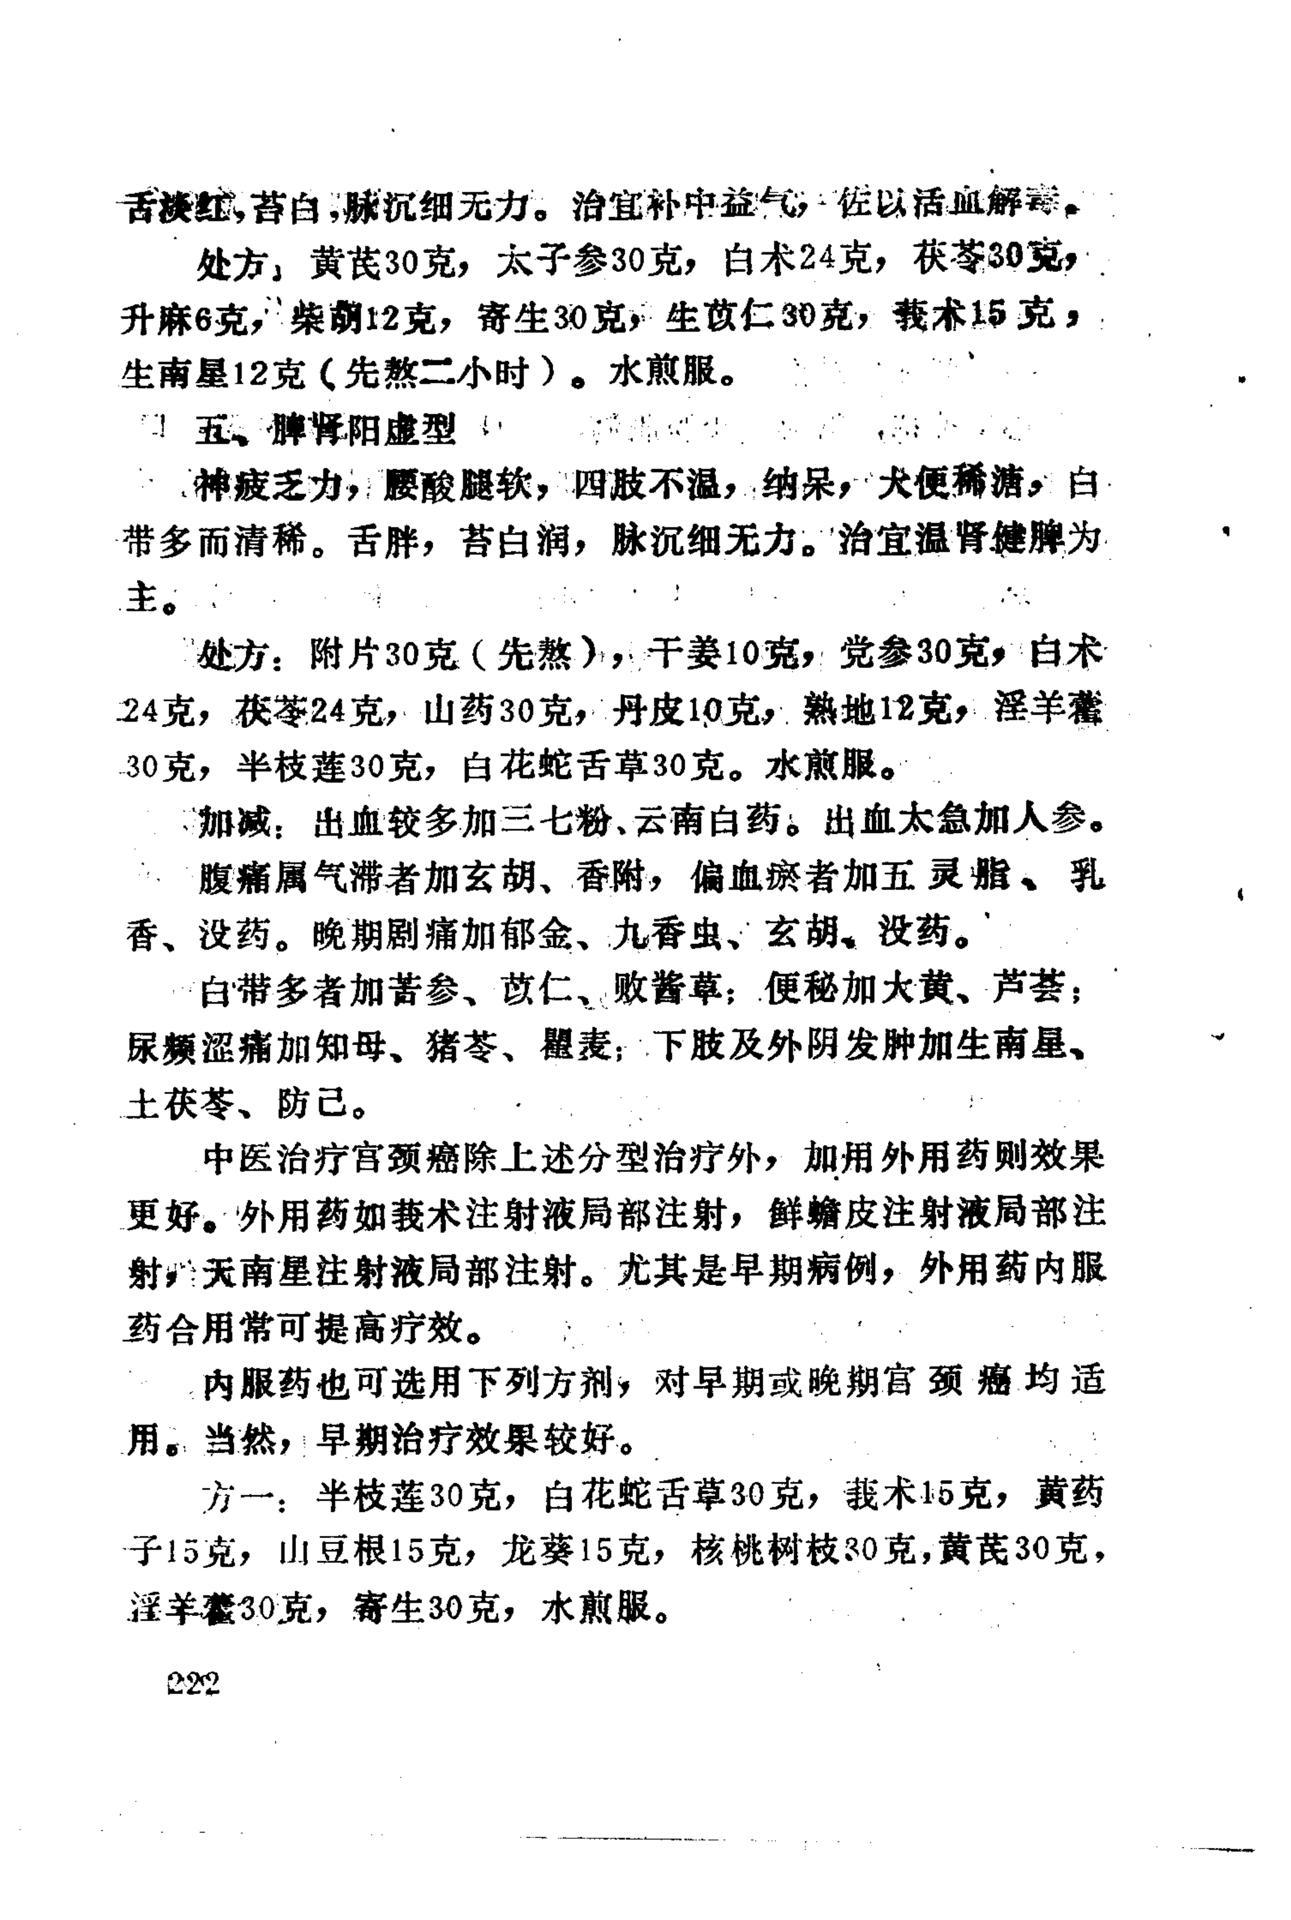 舌淡红，苔白，脉沉细无力。治宜补中益气，佐以活血解毒。
处方：黄芪30克，太子参30克，白术24克，茯苓30克，
升麻6克，柴胡12克，寄生30克，生苡仁30克，莪术15克，
生南星12克（先熬二小时）。水煎服。
五、脾肾阳虚型
神疲乏力，腰酸腿软，四肢不温，纳呆，大便稀溏，白
带多而清稀。舌胖，苔白润，脉沉细无力。治宜温肾健脾为
主。
处方：附片30克（先熬），干姜10克，党参30克，白术
24克，茯苓24克，山药30克，丹皮10克，熟地12克，淫羊藿
30克，半枝莲30克，白花蛇舌草30克。水煎服。
加减：出血较多加三七粉、云南白药。出血太急加人参。
腹痛属气滞者加玄胡、香附，偏血瘀者加五灵脂、乳
香、没药。晚期剧痛加郁金、九香虫、玄胡、没药。
白带多者加苦参、苡仁、败酱草；便秘加大黄、芦荟；
尿频涩痛加知母、猪苓、瞿麦；下肢及外阴发肿加生南星、
土茯苓、防己。
中医治疗宫颈癌除上述分型治疗外，加用外用药则效果
更好。外用药如莪术注射液局部注射，鲜蟾皮注射液局部注
射，天南星注射液局部注射。尤其是早期病例，外用药内服
药合用常可提高疗效。
内服药也可选用下列方剂，对早期或晚期宫颈癌均适
用。当然，早期治疗效果较好。
方一：半枝莲30克，白花蛇舌草30克，莪术15克，黄药
子15克，山豆根15克，龙葵15克，核桃树枝30克，黄芪30克，
淫羊藿30克，寄生30克，水煎服。
222